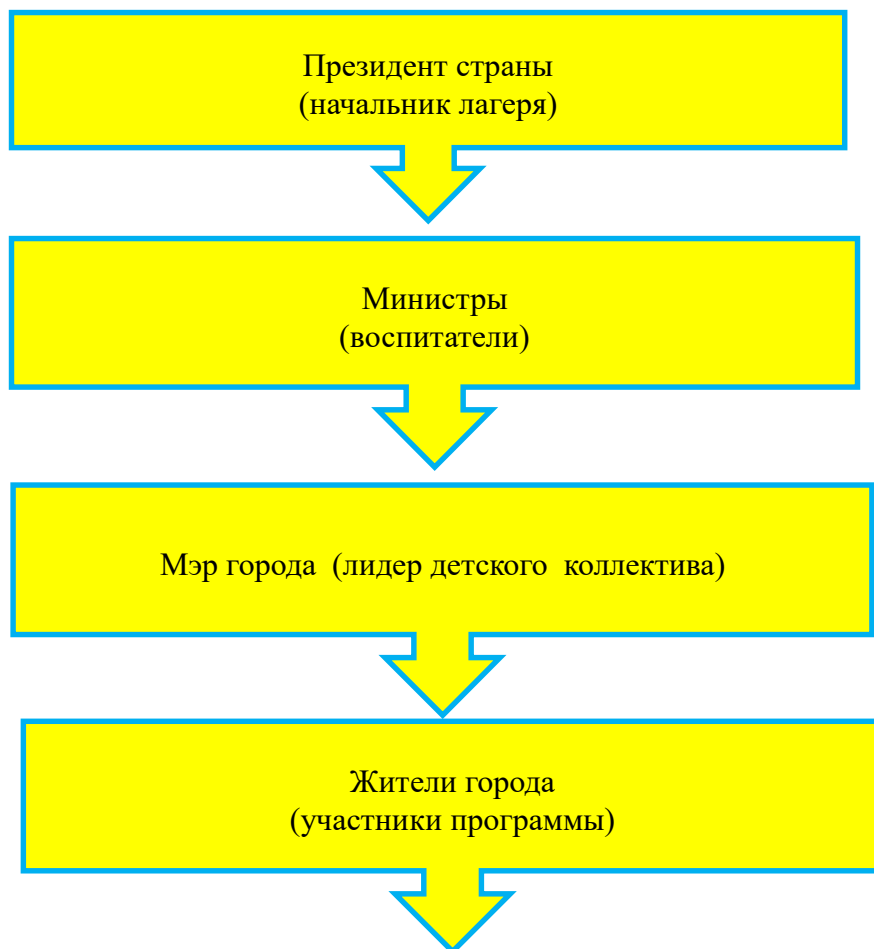 Президент страны
(начальник лагеря)
Министры
(воспитатели)
Мэр города (лидер детского коллектива)
Жители города
(участники программы)